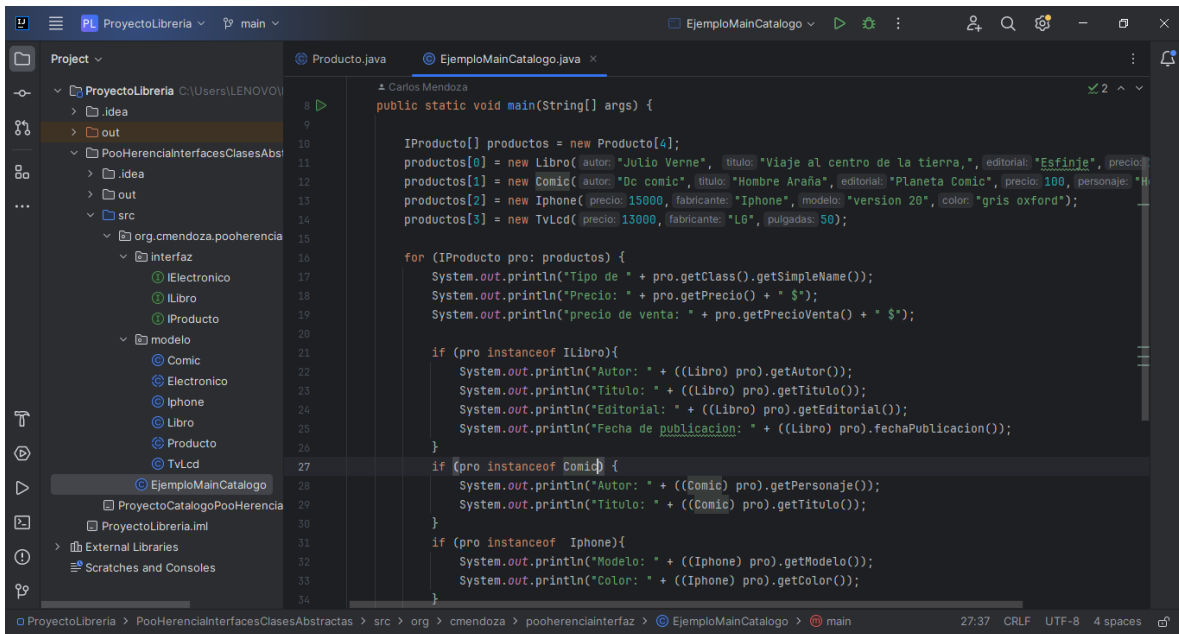 PL ProyectoLibreria main EjemploMainCatalogo
Project
Producto.java EjemploMainCatalogo.java
ProyectoLibreria C:\Users\LENOVO\
.idea
out
PooHerenciaInterfacesClasesAbst
.idea
out
src
org.cmendoza.pooherencia
interfaz
IElectronico
ILibro
IProducto
modelo
Comic
Electronico
Iphone
Libro
Producto
TvLcd
EjemploMainCatalogo
ProyectoCatalogoPooHerencia
ProyectoLibreria.iml
External Libraries
Scratches and Consoles
Carlos Mendoza
2
8 public static void main(String[] args) {
9
10 IProducto[] productos = new Producto[4];
11 productos[0] = new Libro( autor: "Julio Verne", titulo: "Viaje al centro de la tierra,", editorial: "Esfinje", precio:
12 productos[1] = new Comic( autor: "Dc comic", titulo: "Hombre Araña", editorial: "Planeta Comic", precio: 100, personaje: "H
13 productos[2] = new Iphone( precio: 15000, fabricante: "Iphone", modelo: "version 20", color: "gris oxford");
14 productos[3] = new TvLcd( precio: 13000, fabricante: "LG", pulgadas: 50);
15
16 for (IProducto pro: productos) {
17 System.out.println("Tipo de " + pro.getClass().getSimpleName());
18 System.out.println("Precio: " + pro.getPrecio() + " $");
19 System.out.println("precio de venta: " + pro.getPrecioVenta() + " $");
20
21 if (pro instanceof ILibro){
22 System.out.println("Autor: " + ((Libro) pro).getAutor());
23 System.out.println("Titulo: " + ((Libro) pro).getTitulo());
24 System.out.println("Editorial: " + ((Libro) pro).getEditorial());
25 System.out.println("Fecha de publicacion: " + ((Libro) pro).fechaPublicacion());
26 }
27 if (pro instanceof Comic) {
28 System.out.println("Autor: " + ((Comic) pro).getPersonaje());
29 System.out.println("Titulo: " + ((Comic) pro).getTitulo());
30 }
31 if (pro instanceof Iphone){
32 System.out.println("Modelo: " + ((Iphone) pro).getModelo());
33 System.out.println("Color: " + ((Iphone) pro).getColor());
34 }
ProyectoLibreria > PooHerenciaInterfacesClasesAbstractas > src > org > cmendoza > pooherenciainterfaz > EjemploMainCatalogo > main 27:37 CRLF UTF-8 4 spaces